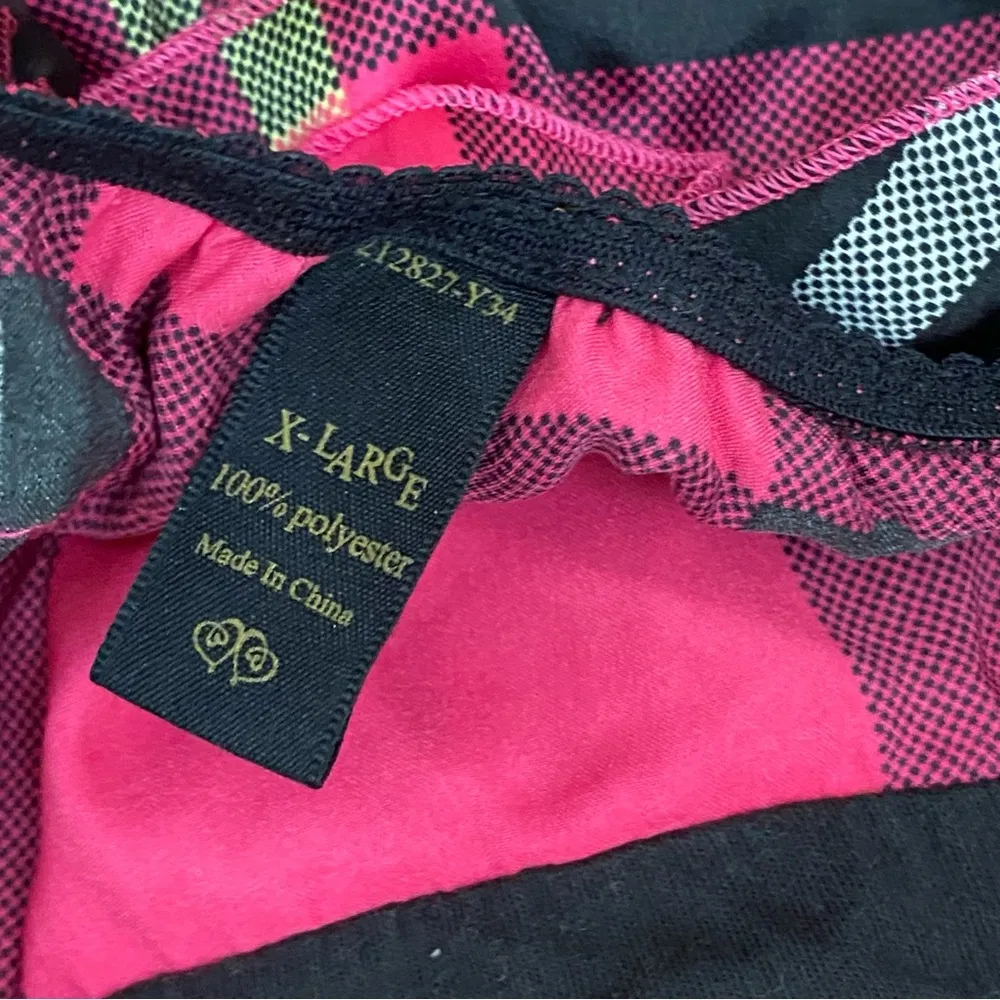 212827-Y34
X-LARGE
100% polyester
Made In China